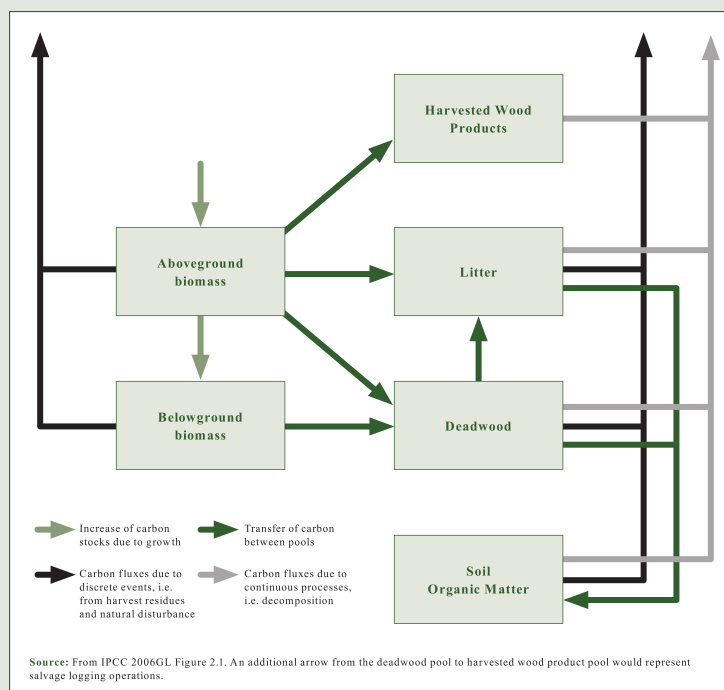 Harvested Wood
Products
Aboveground
biomass
Litter
Belowground
biomass
Deadwood
Soil
Organic Matter
Increase of carbon
stocks due to growth
Transfer of carbon
between pools
Carbon fluxes due to
discrete events, i.e.
from harvest residues
and natural disturbance
Carbon fluxes due to
continuous processes,
i.e. decomposition
Source: From IPCC 2006GL Figure 2.1. An additional arrow from the deadwood pool to harvested wood product pool would represent
salvage logging operations.